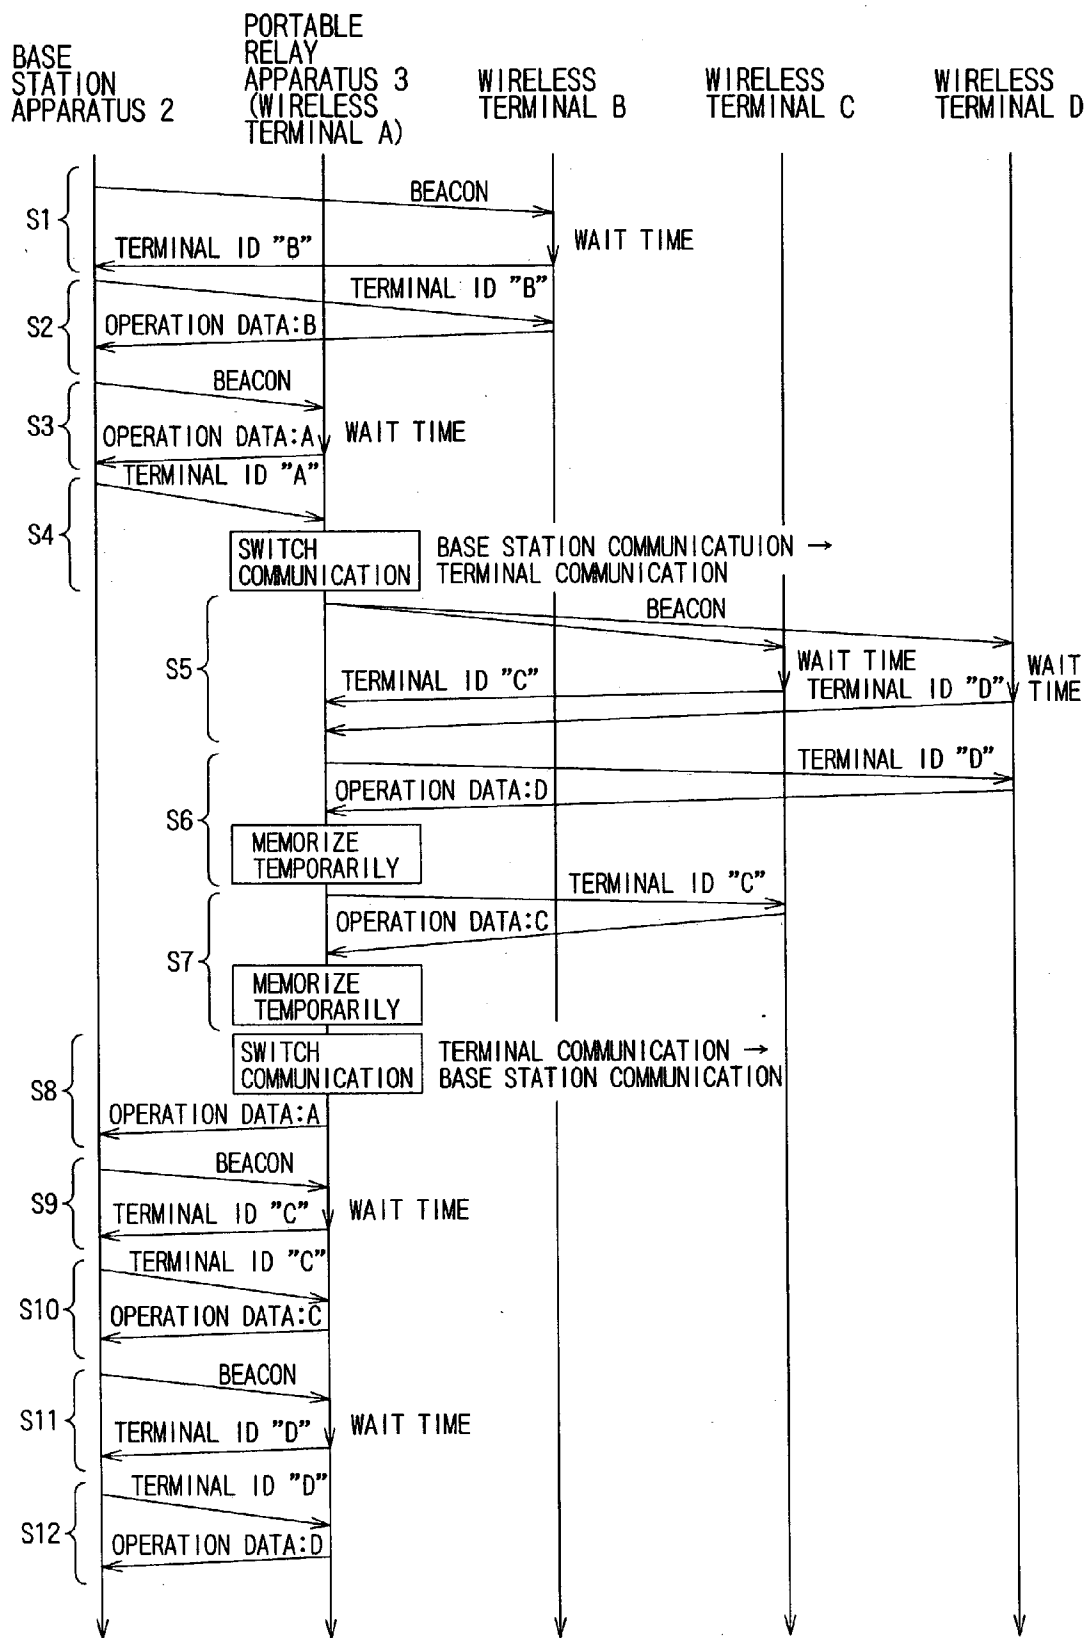 BASE
STATION
APPARATUS 2
PORTABLE
RELAY
APPARATUS 3
(WIRELESS
TERMINAL A)
WIRELESS
TERMINAL B
WIRELESS
TERMINAL C
WIRELESS
TERMINAL D
S1
BEACON
WAIT TIME
TERMINAL ID "B"
S2
TERMINAL ID "B"
OPERATION DATA:B
S3
BEACON
WAIT TIME
OPERATION DATA:A
S4
TERMINAL ID "A"
SWITCH
COMMUNICATION
BASE STATION COMMUNICATUION →
TERMINAL COMMUNICATION
S5
BEACON
WAIT TIME
WAIT
TIME
TERMINAL ID "C"
TERMINAL ID "D"
S6
TERMINAL ID "D"
OPERATION DATA:D
MEMORIZE
TEMPORARILY
S7
TERMINAL ID "C"
OPERATION DATA:C
MEMORIZE
TEMPORARILY
S8
SWITCH
COMMUNICATION
TERMINAL COMMUNICATION →
BASE STATION COMMUNICATION
OPERATION DATA:A
S9
BEACON
WAIT TIME
TERMINAL ID "C"
S10
TERMINAL ID "C"
OPERATION DATA:C
S11
BEACON
WAIT TIME
TERMINAL ID "D"
S12
TERMINAL ID "D"
OPERATION DATA:D